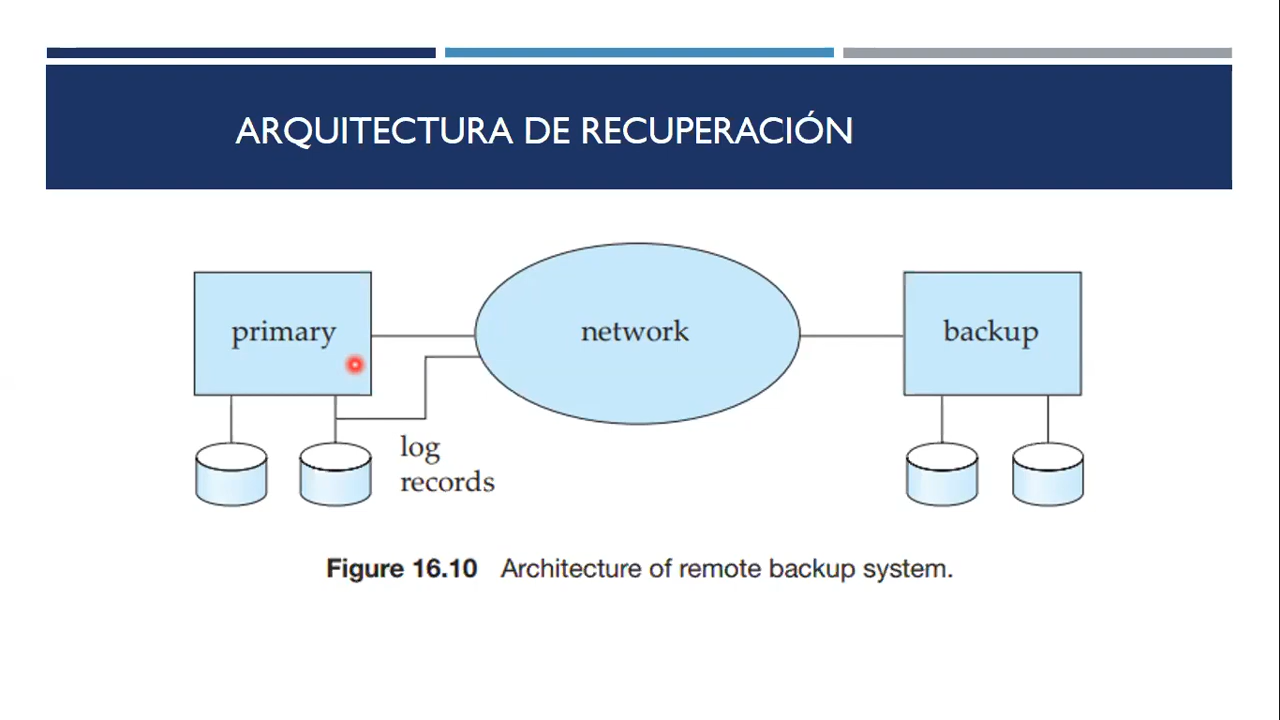 ARQUITECTURA DE RECUPERACIÓN
primary
network
backup
log
records
Figure 16.10 Architecture of remote backup system.